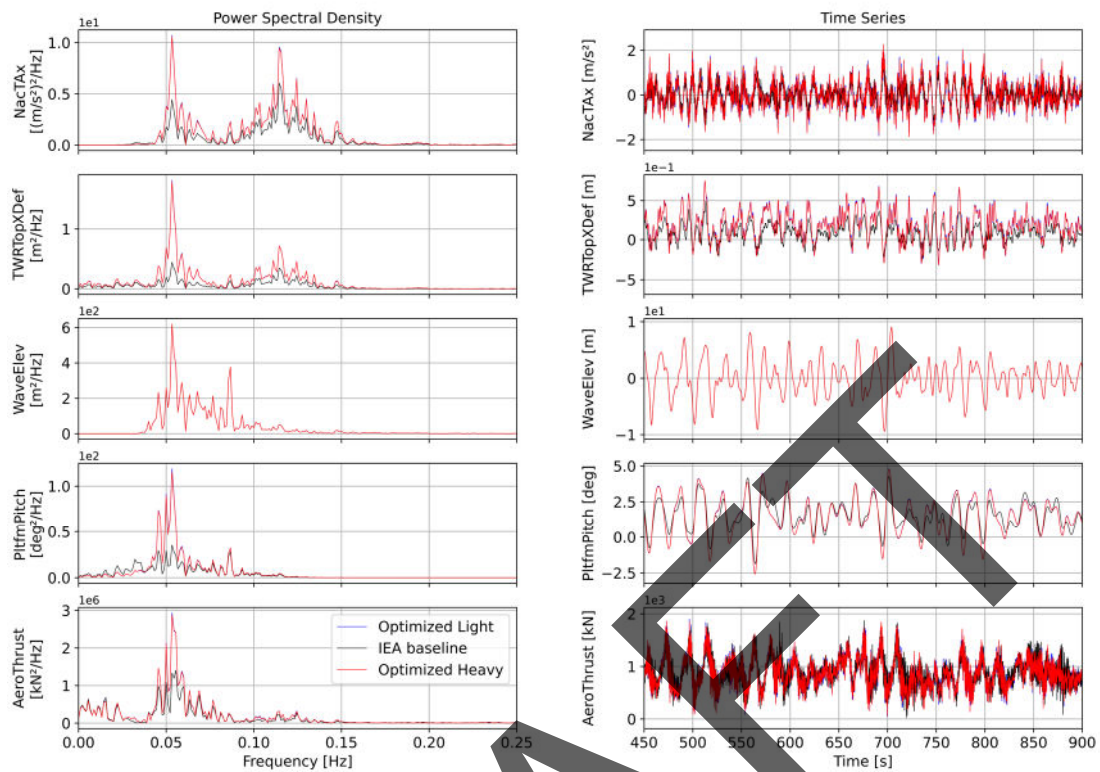 Power Spectral Density
1e1
NacTAx
[(m/s²)²/Hz]
1.0
0.5
0.0
TWRTopXDef
[m²/Hz]
1
0
1e2
WaveElev
[m²/Hz]
6
4
2
0
1e2
PltfmPitch
[deg²/Hz]
1.0
0.5
0.0
1e6
AeroThrust
[kN²/Hz]
3
2
1
0
Optimized Light
IEA baseline
Optimized Heavy
0.00 0.05 0.10 0.15 0.20 0.25
Frequency [Hz]
Time Series
NacTAx [m/s²]
2
0
−2
1e−1
TWRTopXDef [m]
5
0
−5
1e1
WaveElev [m]
1
0
−1
PltfmPitch [deg]
5.0
2.5
0.0
−2.5
1e3
AeroThrust [kN]
2
1
0
450 500 550 600 650 700 750 800 850 900
Time [s]